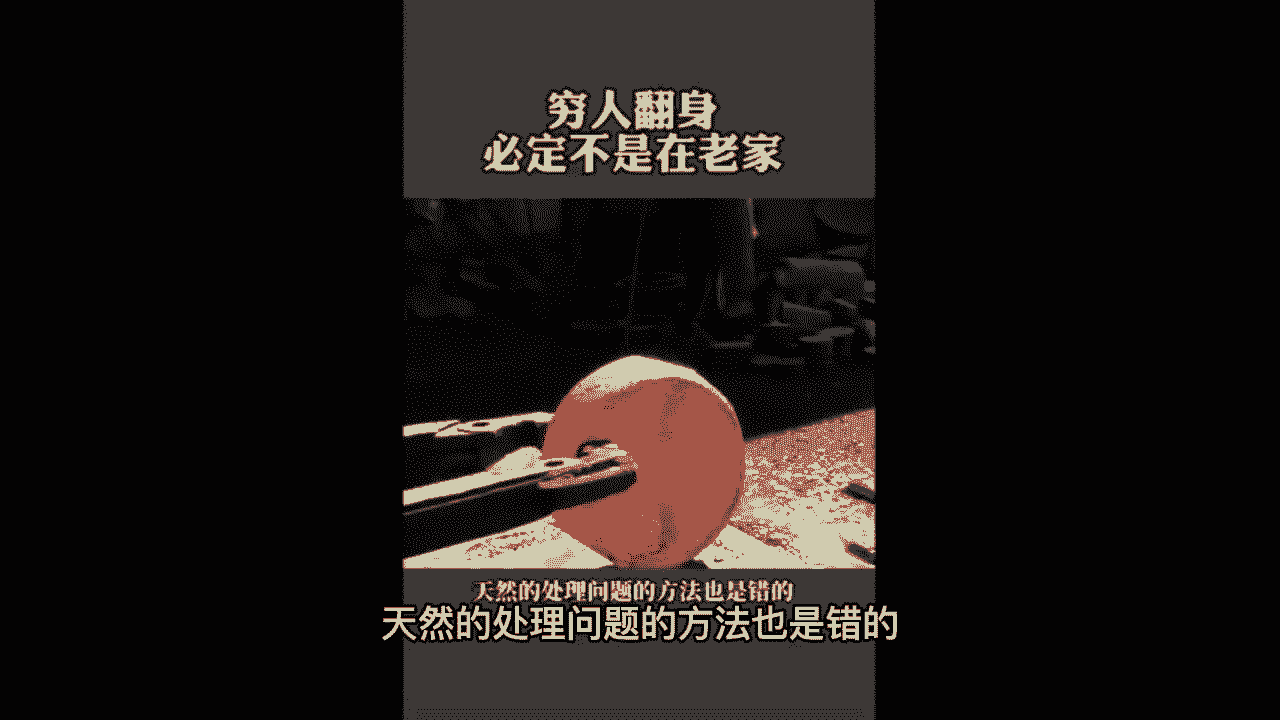 穷人翻身
必定不是在老家
天然的处理问题的方法也是错的
天然的处理问题的方法也是错的